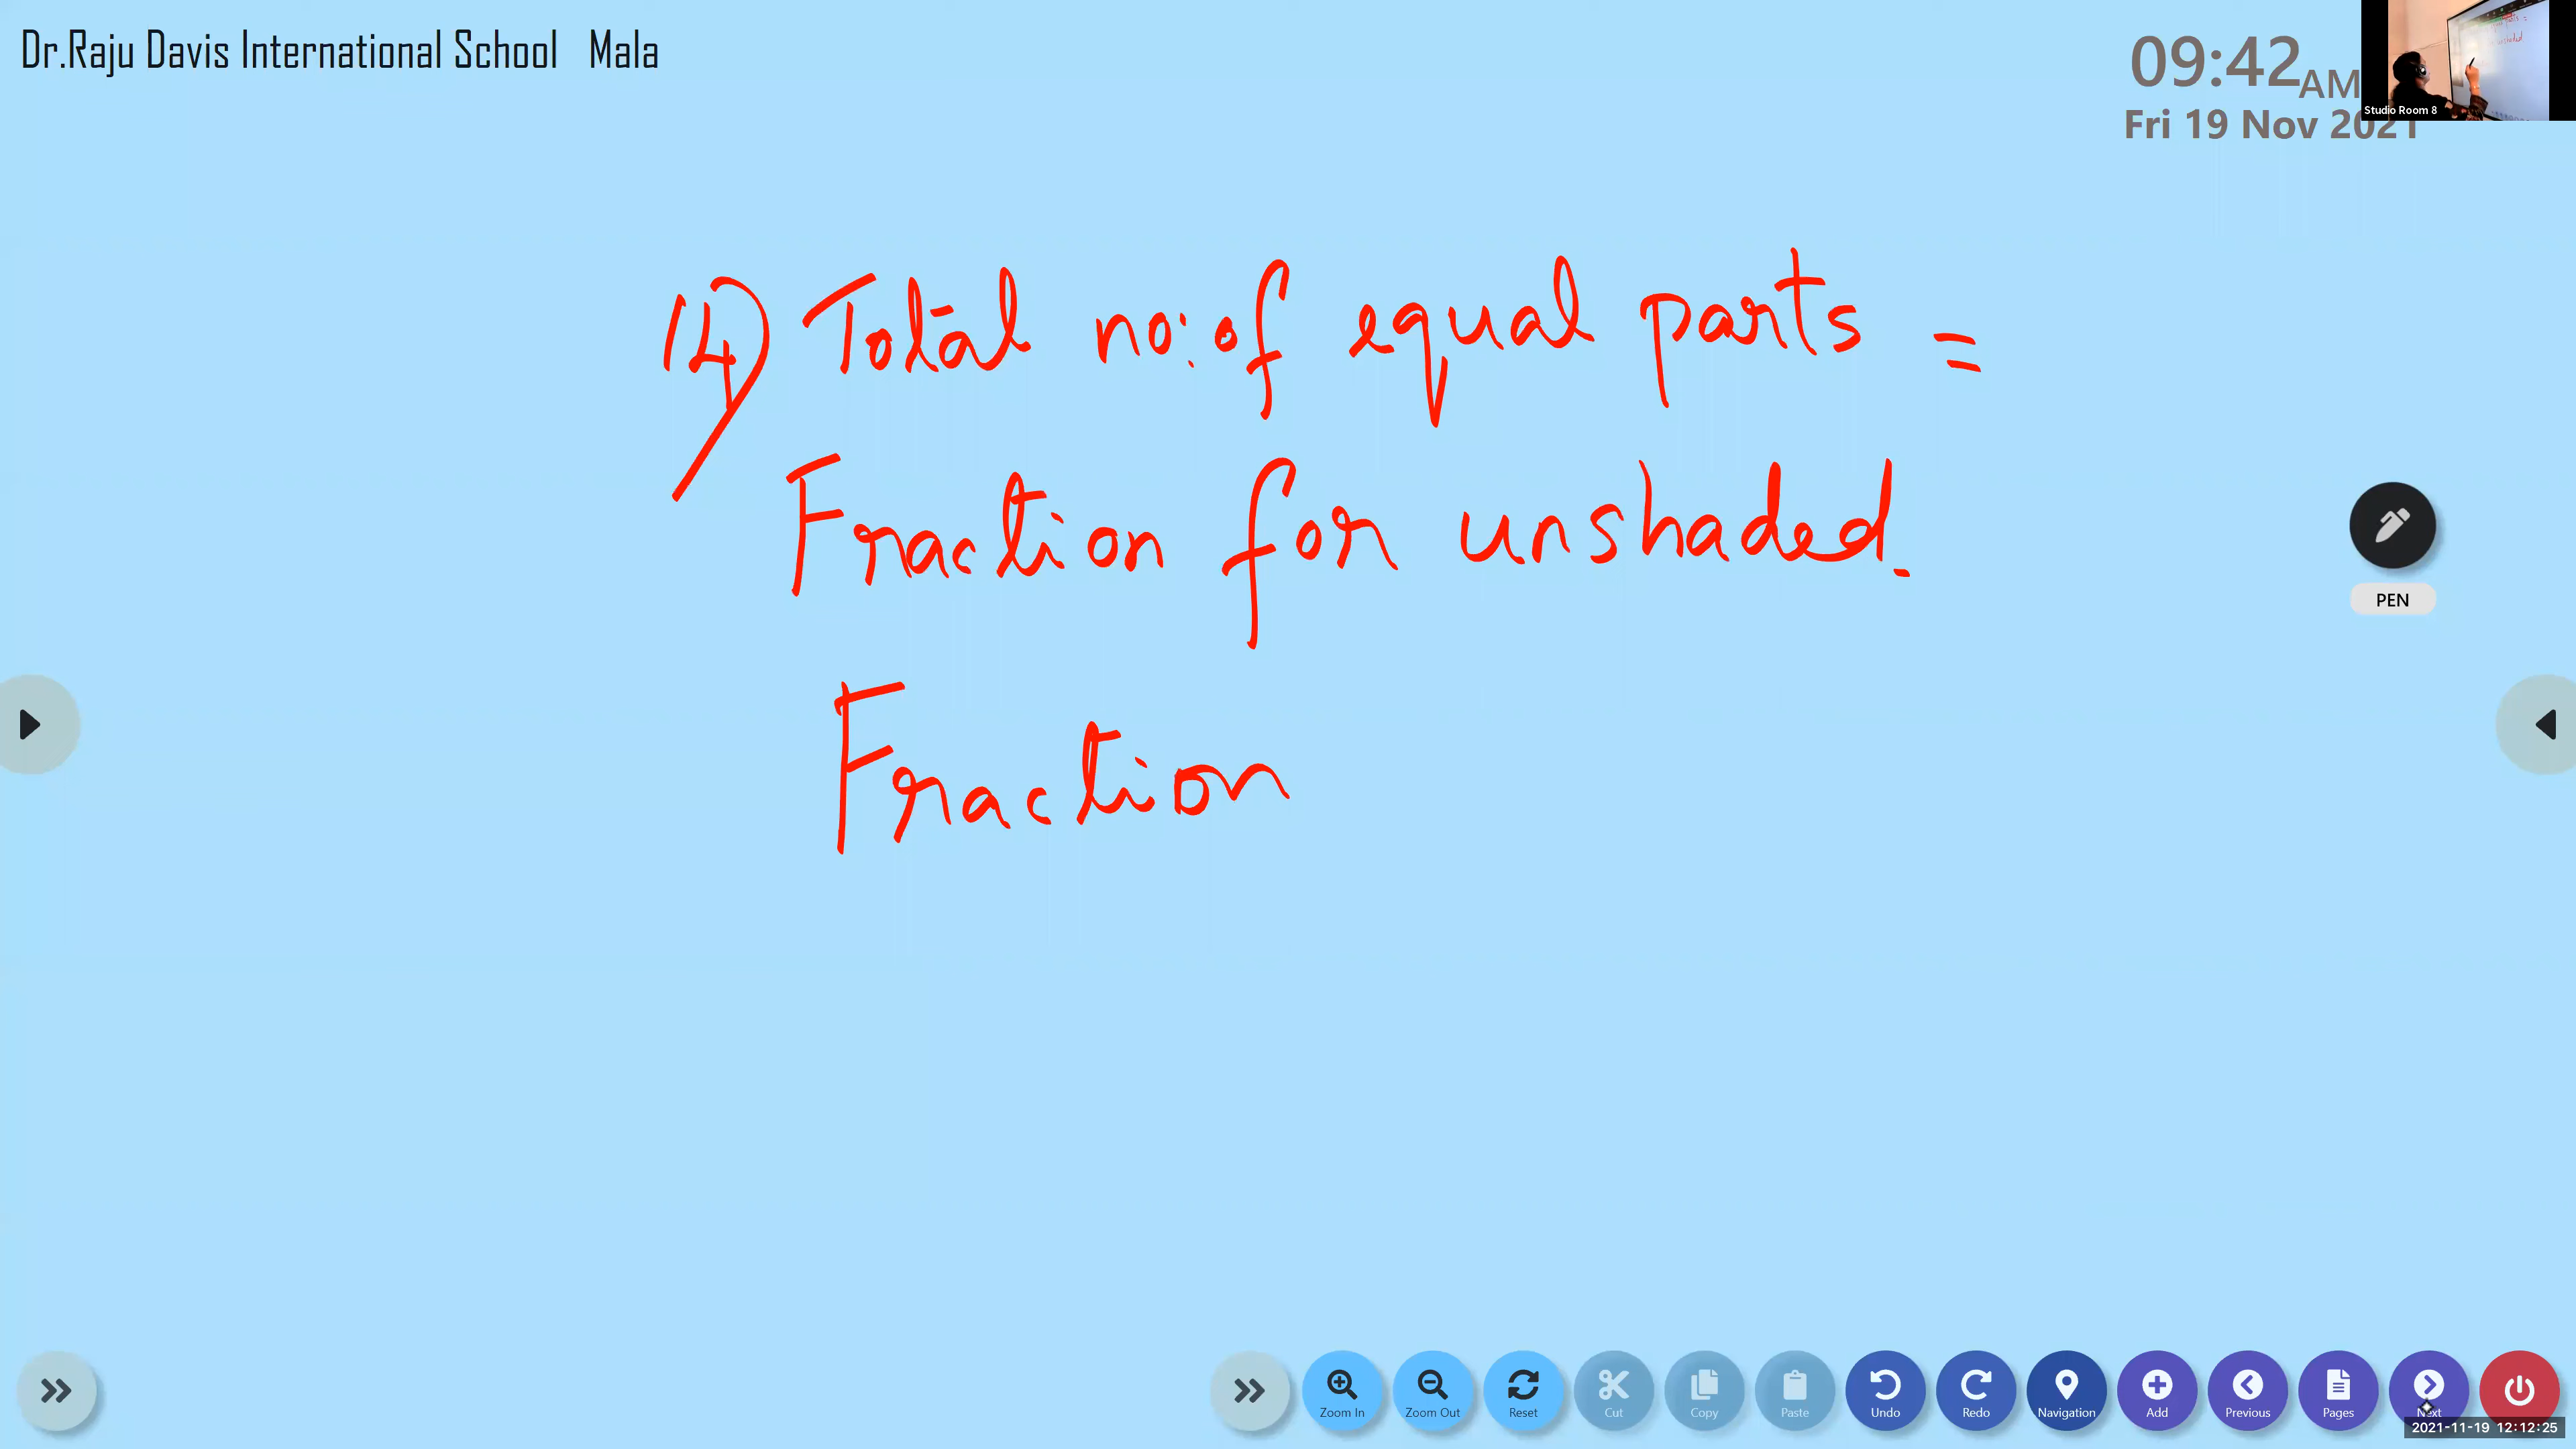 Dr.Raju Davis International School Mala
09:42 AM
Fri 19 Nov 2021
Studio Room 8
14) Total no: of equal parts =
Fraction for unshaded.
Fraction
PEN
Zoom In Zoom Out Reset Cut Copy Paste Undo Redo Navigation Add Previous Pages Next
2021-11-19 12:12:25